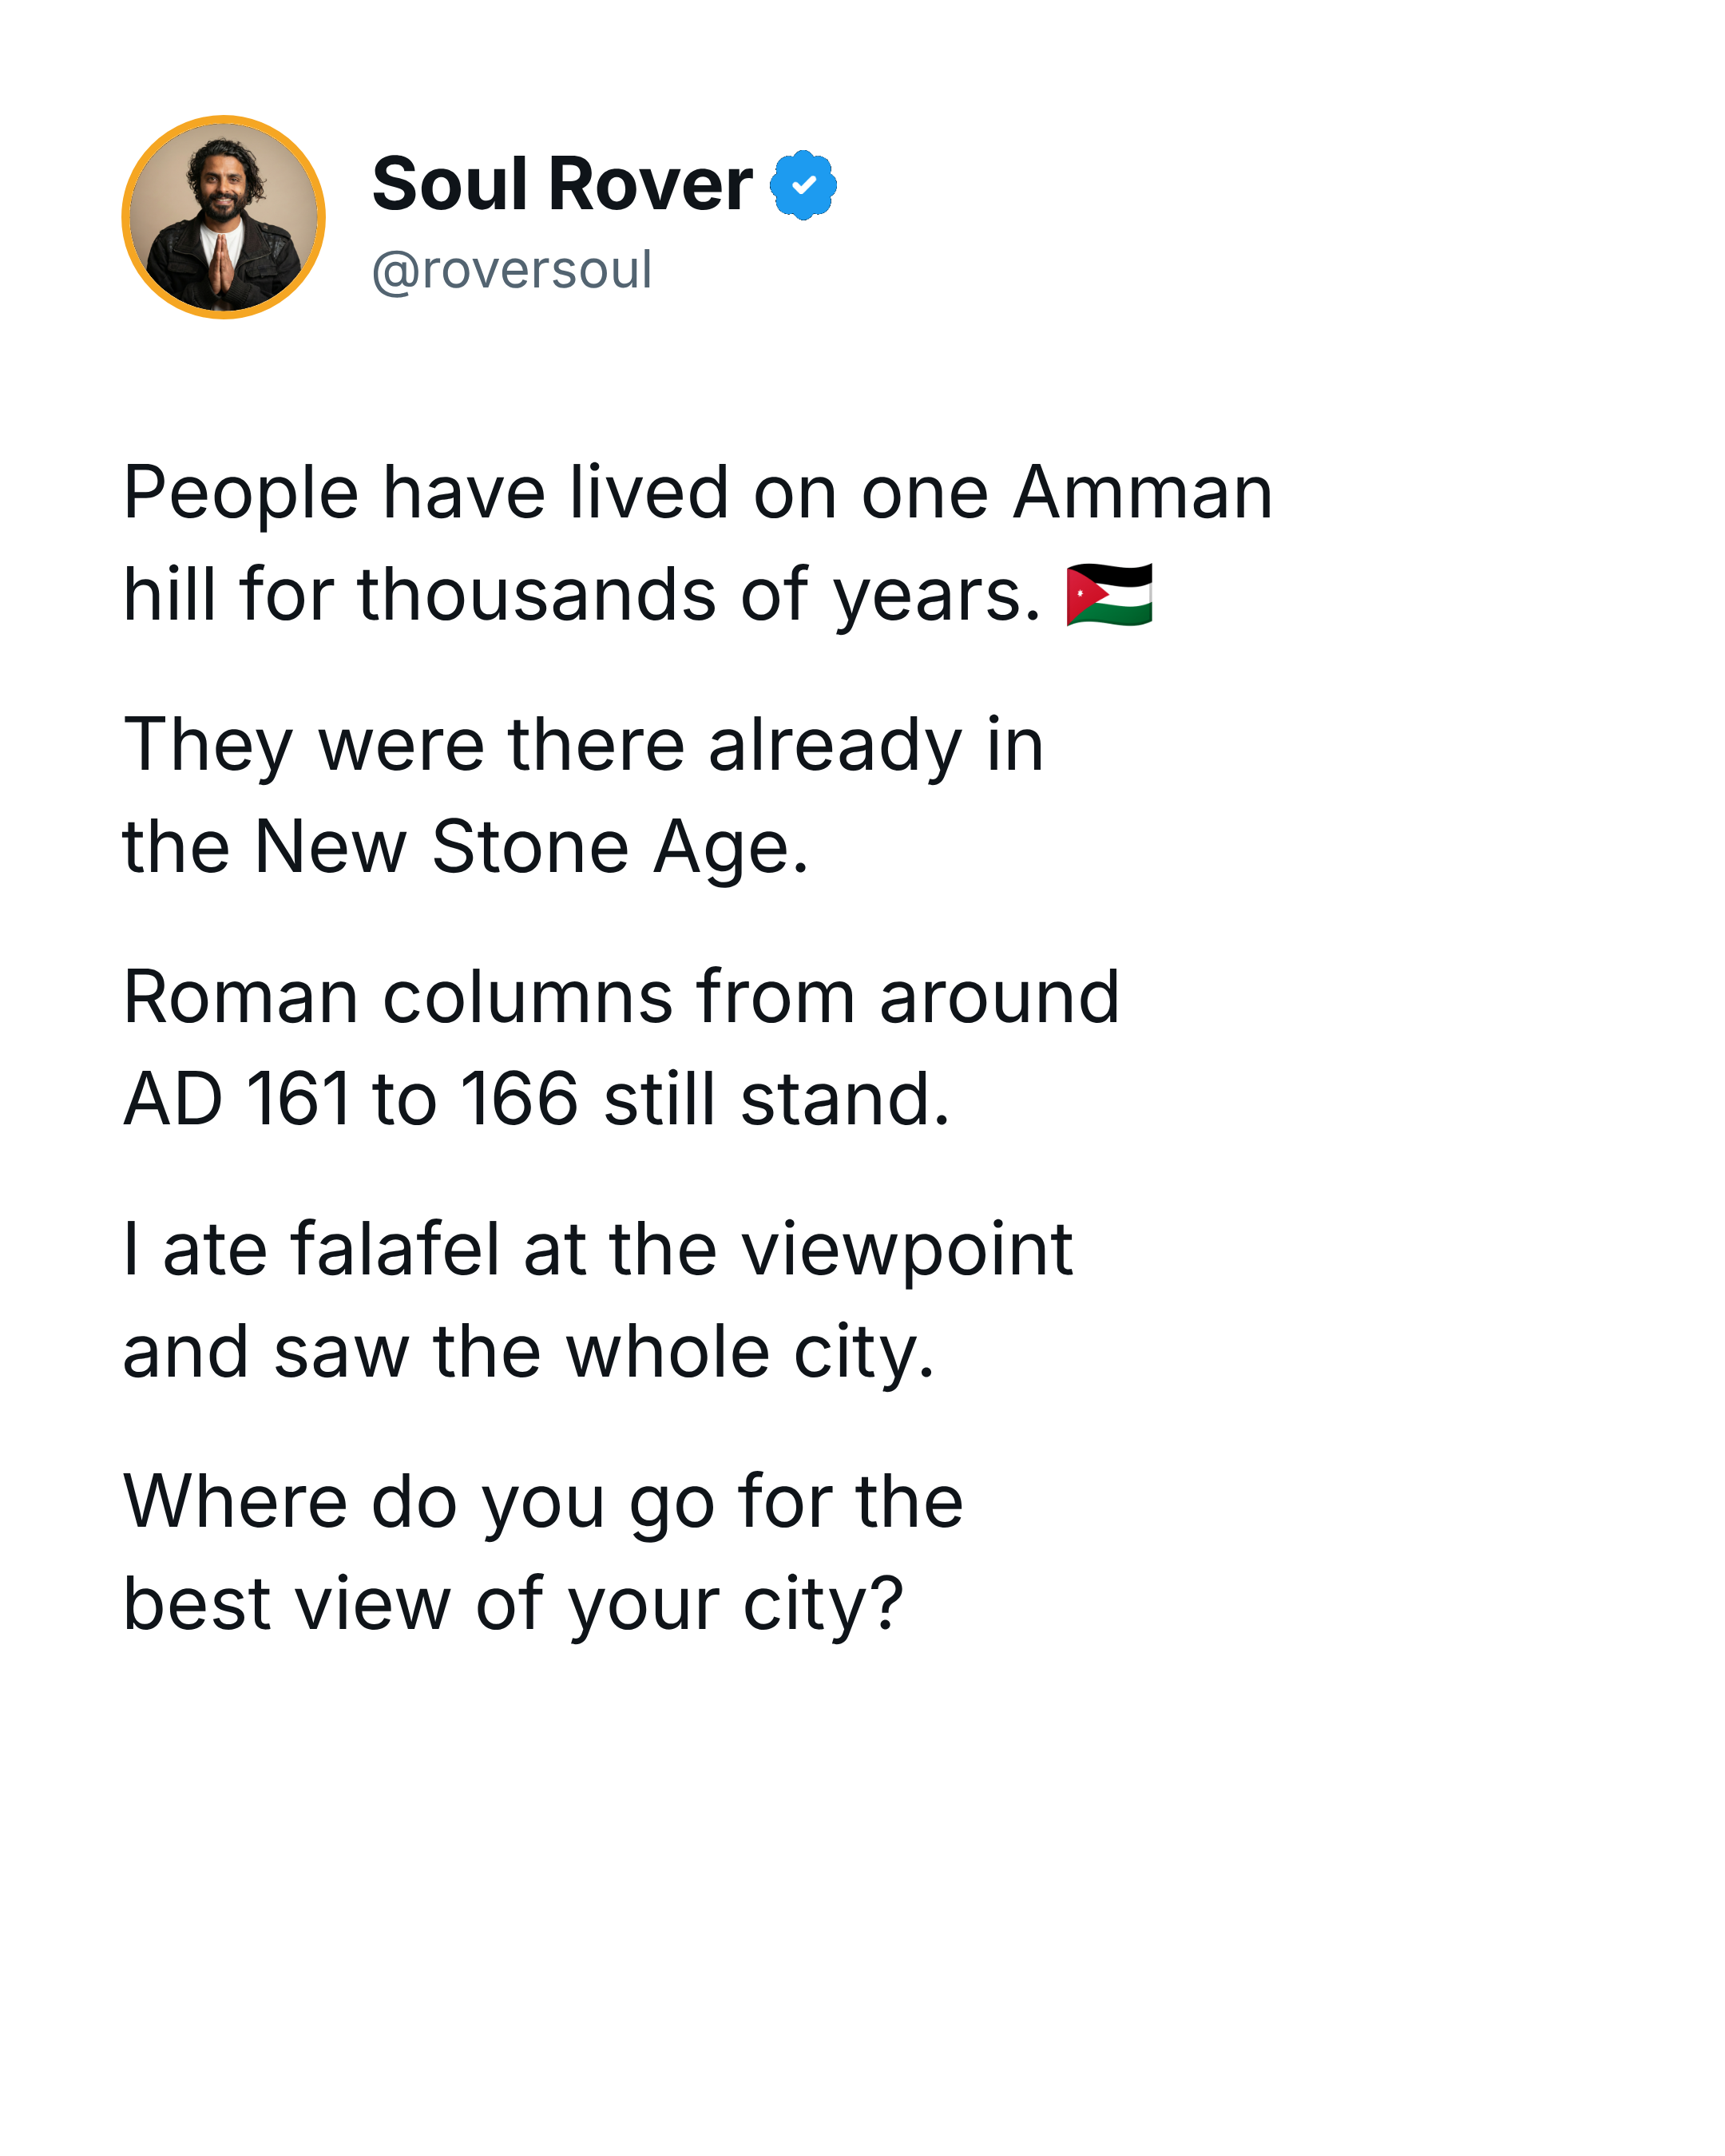 Soul Rover
@roversoul
People have lived on one Amman
hill for thousands of years. 🇯🇴
They were there already in
the New Stone Age.
Roman columns from around
AD 161 to 166 still stand.
I ate falafel at the viewpoint
and saw the whole city.
Where do you go for the
best view of your city?